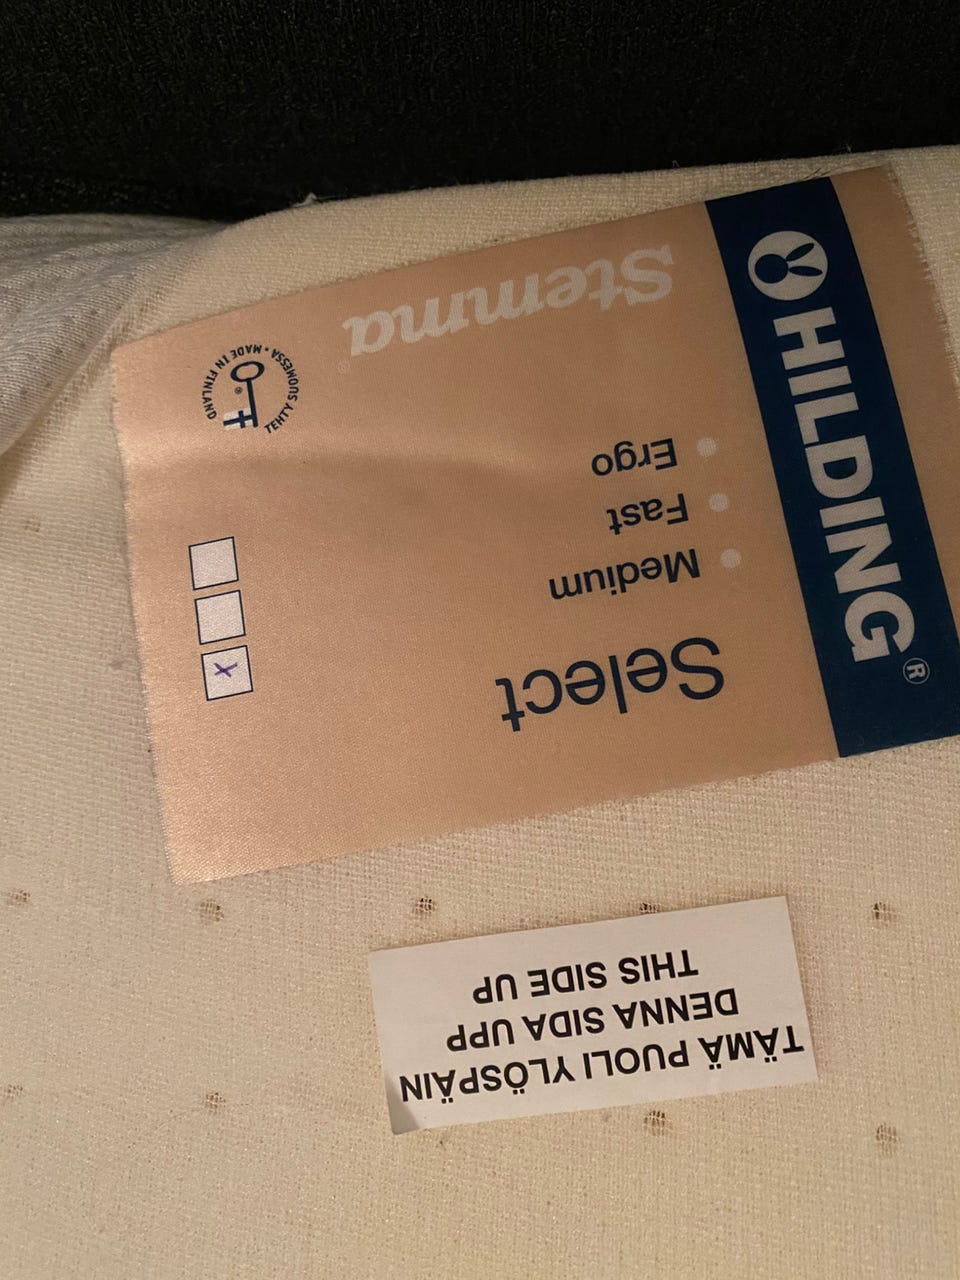 HILDING®
Select
Medium
Fast
Ergo
X
Stemma®
TEHTY SUOMESSA • MADE IN FINLAND
®
TÄMÄ PUOLI YLÖSPÄIN
DENNA SIDA UPP
THIS SIDE UP